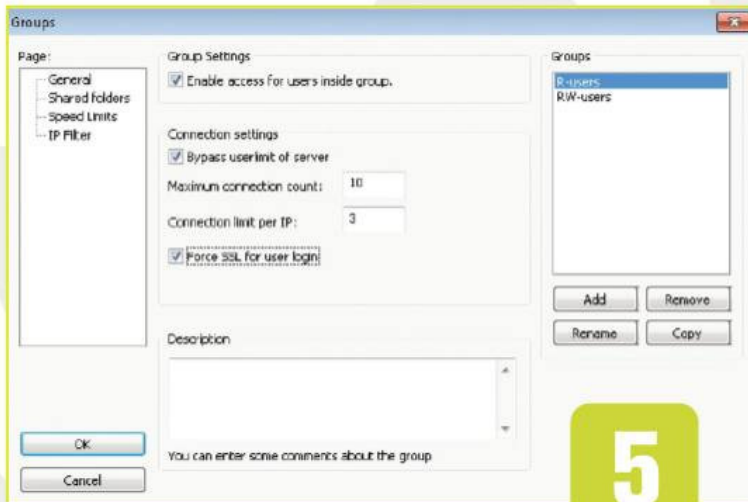 Groups
Page:
General
Shared folders
Speed Limits
IP Filter
OK
Cancel
Group Settings
Enable access for users inside group.
Connection settings
Bypass userlimit of server
Maximum connection count: 10
Connection limit per IP: 3
Force SSL for user login
Description
You can enter some comments about the group
Groups
R-users
RW-users
Add Remove
Rename Copy
5